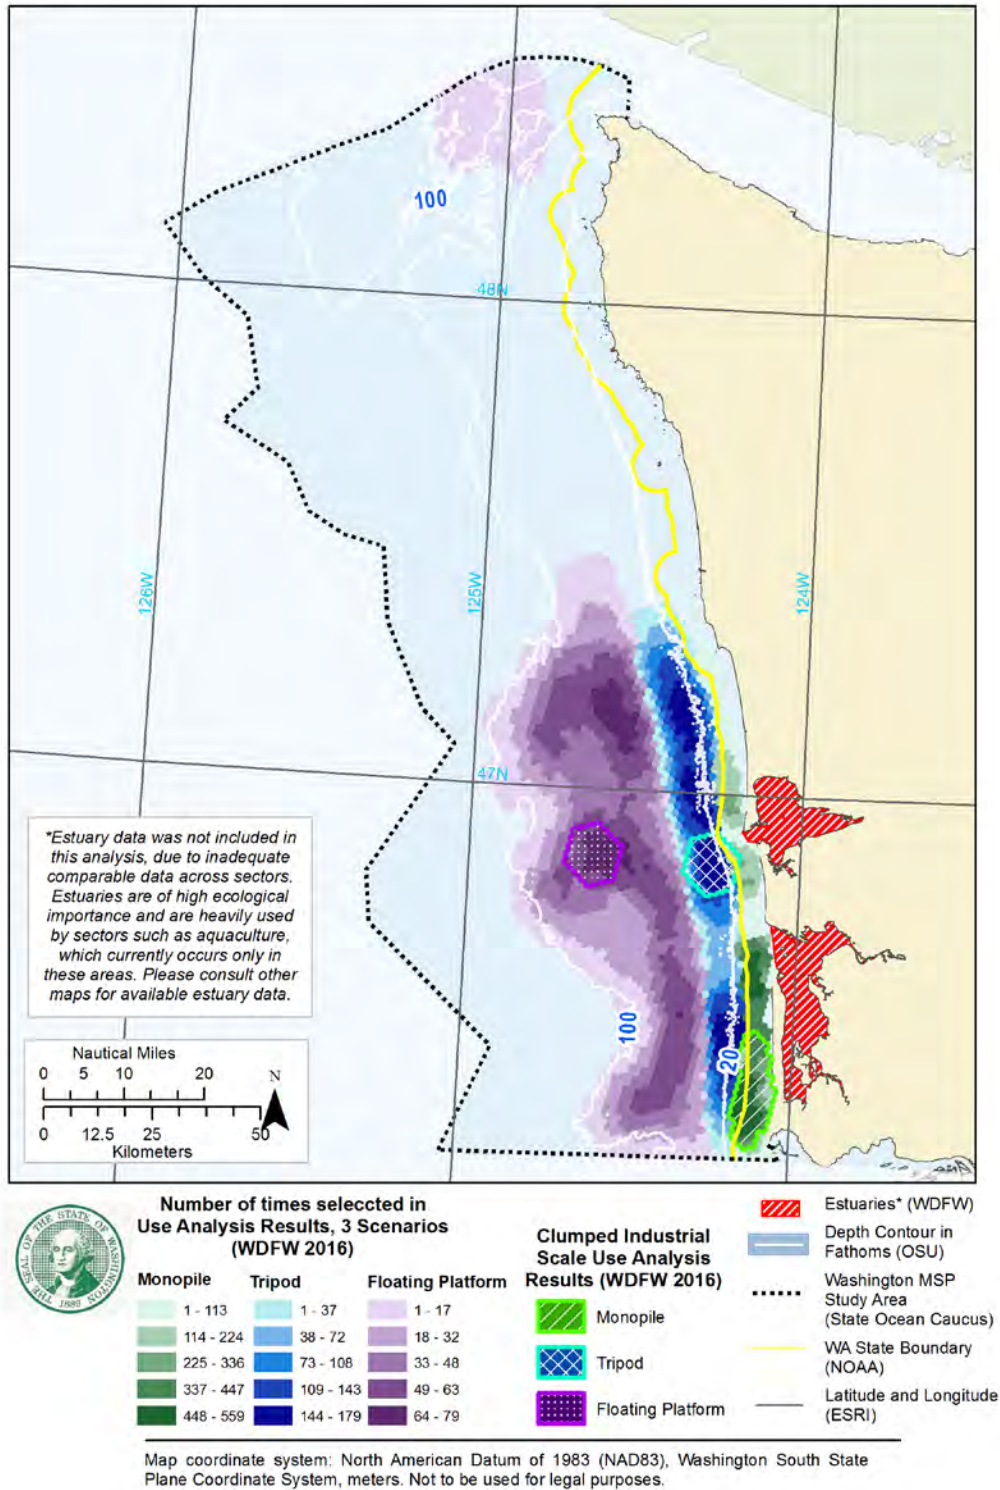 100
48N
126W
125W
124W
47N
*Estuary data was not included in
this analysis, due to inadequate
comparable data across sectors.
Estuaries are of high ecological
importance and are heavily used
by sectors such as aquaculture,
which currently occurs only in
these areas. Please consult other
maps for available estuary data.
100
20
Nautical Miles
0 5 10 20
N
0 12.5 25 50
Kilometers
THE SEAL OF THE STATE OF WASHINGTON
1889
Number of times seleccted in
Use Analysis Results, 3 Scenarios
(WDFW 2016)
Monopile Tripod Floating Platform
1 - 113 1 - 37 1 - 17
114 - 224 38 - 72 18 - 32
225 - 336 73 - 108 33 - 48
337 - 447 109 - 143 49 - 63
448 - 559 144 - 179 64 - 79
Clumped Industrial
Scale Use Analysis
Results (WDFW 2016)
Monopile
Tripod
Floating Platform
Estuaries* (WDFW)
Depth Contour in
Fathoms (OSU)
Washington MSP
Study Area
(State Ocean Caucus)
WA State Boundary
(NOAA)
Latitude and Longitude
(ESRI)
Map coordinate system: North American Datum of 1983 (NAD83), Washington South State
Plane Coordinate System, meters. Not to be used for legal purposes.